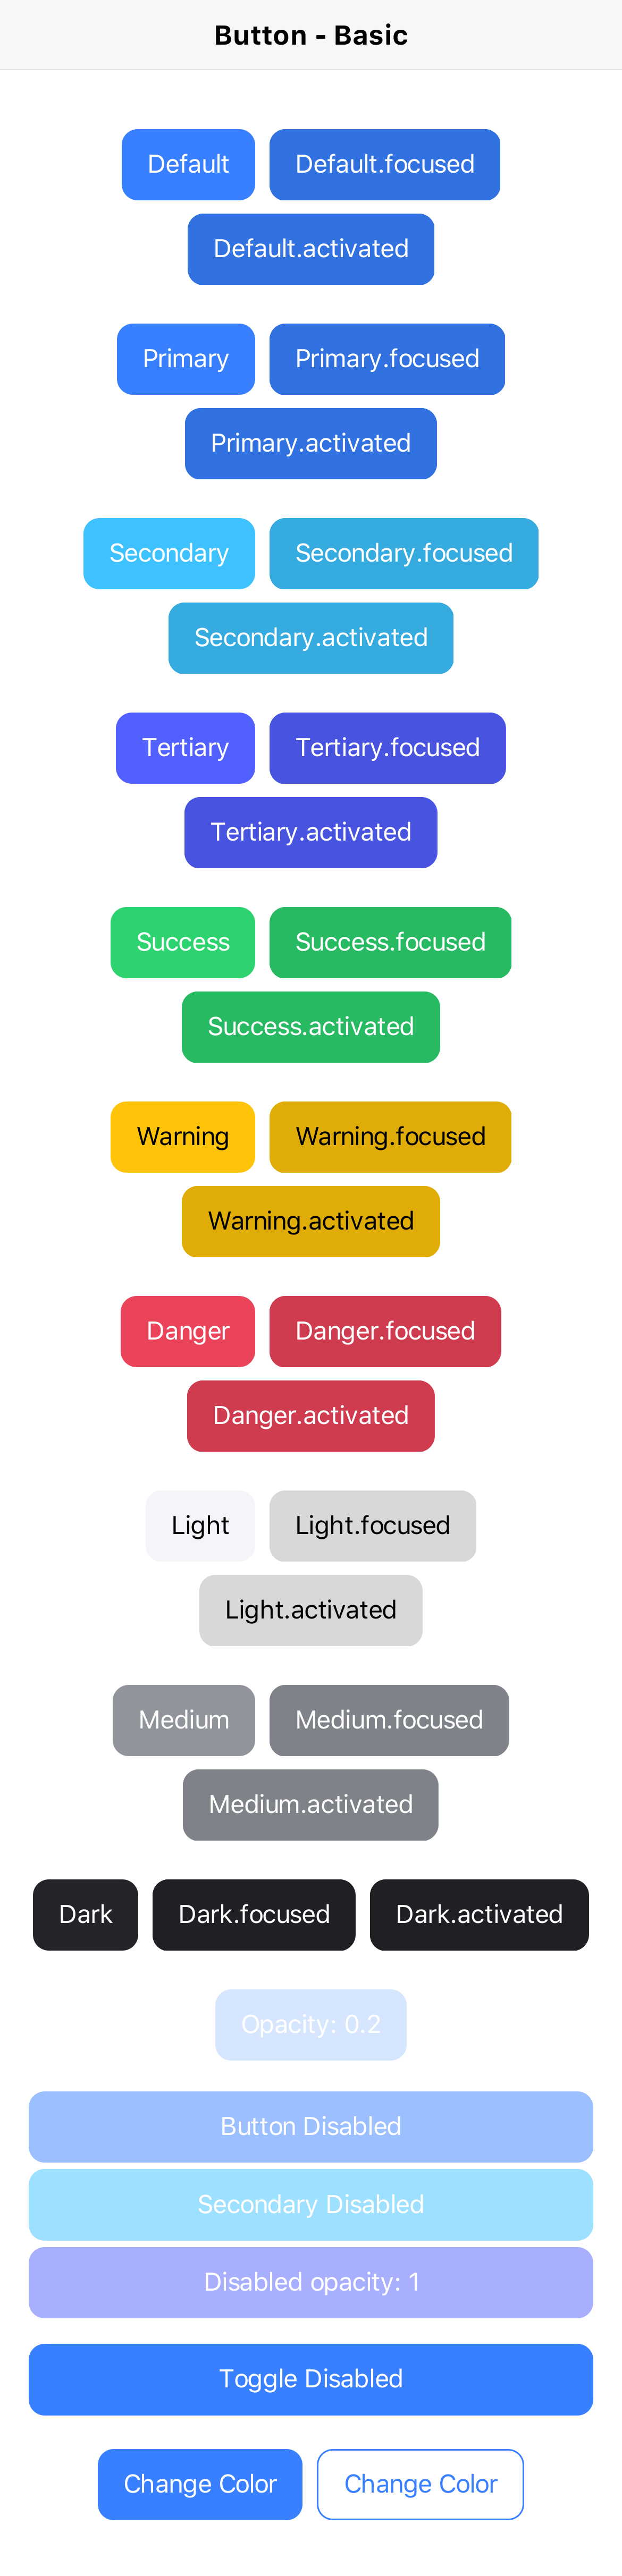 Button - Basic
Default Default.focused
Default.activated
Primary Primary.focused
Primary.activated
Secondary Secondary.focused
Secondary.activated
Tertiary Tertiary.focused
Tertiary.activated
Success Success.focused
Success.activated
Warning Warning.focused
Warning.activated
Danger Danger.focused
Danger.activated
Light Light.focused
Light.activated
Medium Medium.focused
Medium.activated
Dark Dark.focused Dark.activated
Opacity: 0.2
Button Disabled
Secondary Disabled
Disabled opacity: 1
Toggle Disabled
Change Color Change Color